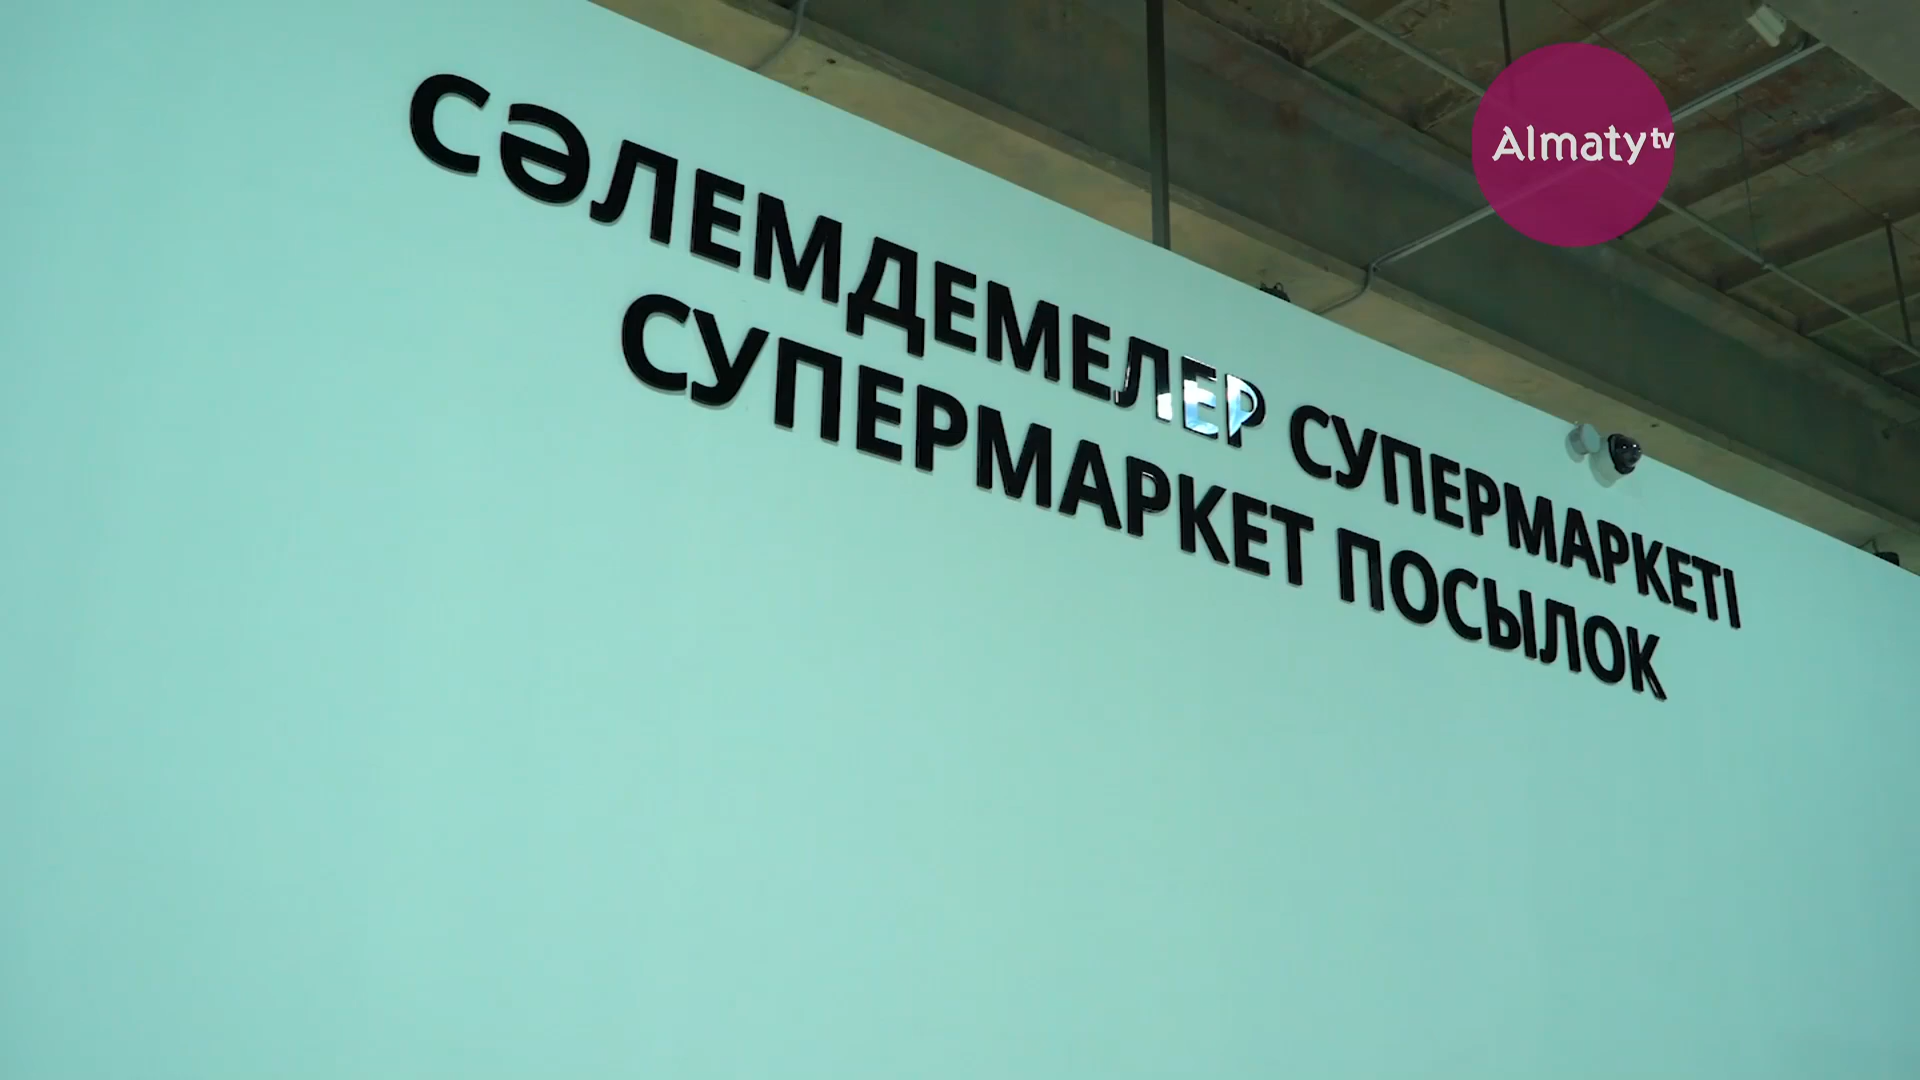 Almaty tv
СӘЛЕМДЕМЕЛЕР СУПЕРМАРКЕТІ
СУПЕРМАРКЕТ ПОСЫЛОК